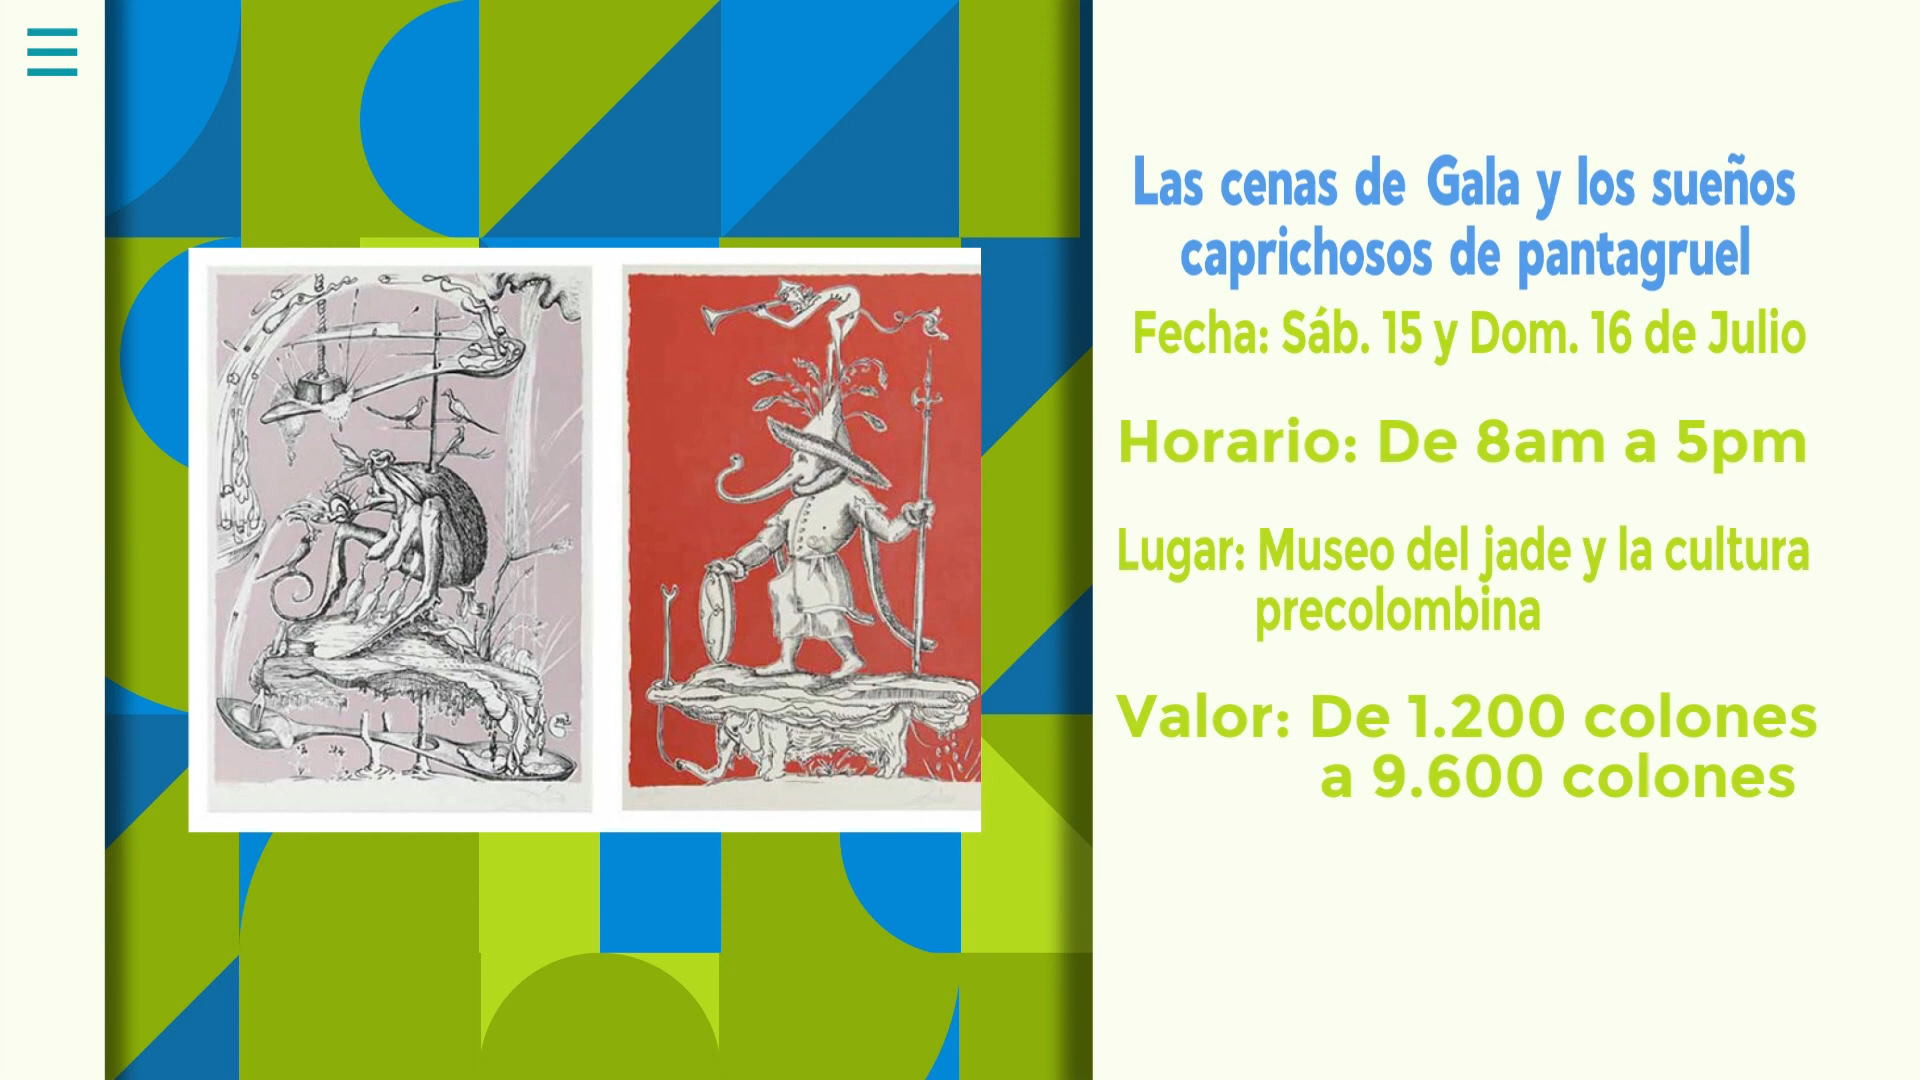 Las cenas de Gala y los sueños
caprichosos de pantagruel
Fecha: Sáb. 15 y Dom. 16 de Julio
Horario: De 8am a 5pm
Lugar: Museo del jade y la cultura
precolombina
Valor: De 1.200 colones
a 9.600 colones